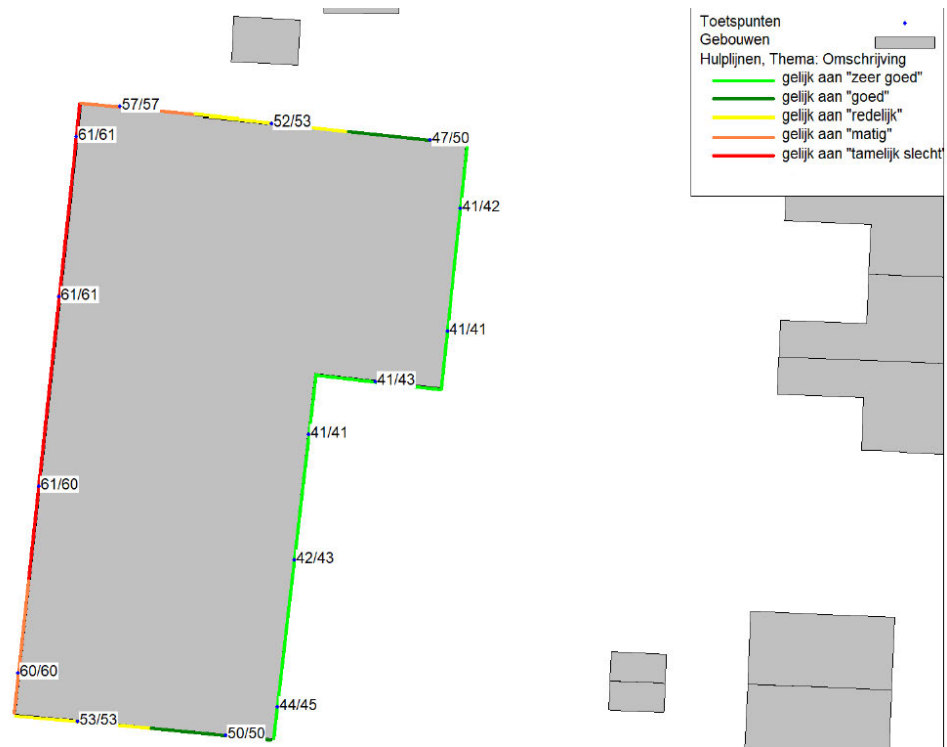 Toetspunten
Gebouwen
Hulplijnen, Thema: Omschrijving
gelijk aan "zeer goed"
gelijk aan "goed"
gelijk aan "redelijk"
gelijk aan "matig"
gelijk aan "tamelijk slecht"
57/57
52/53
61/61
47/50
41/42
61/61
41/41
41/43
41/41
61/60
42/43
60/60
44/45
53/53
50/50